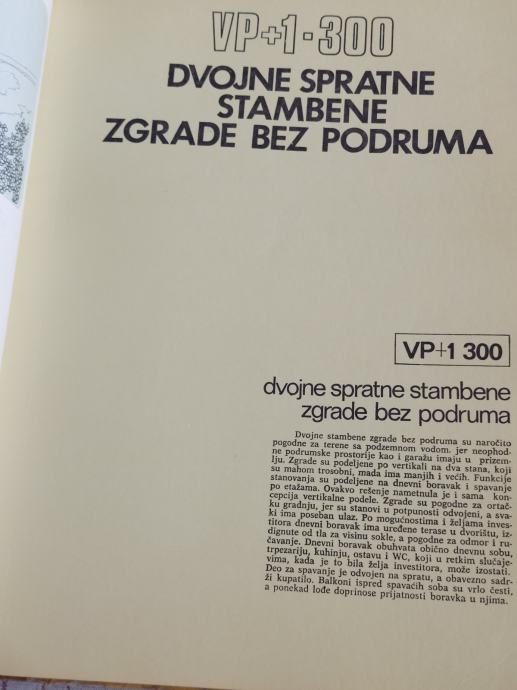 VP+1-300
DVOJNE SPRATNE
STAMBENE
ZGRADE BEZ PODRUMA
VP+1 300
dvojne spratne stambene
zgrade bez podruma
Dvojne stambene zgrade bez podruma su naročito
pogodne za terene sa podzemnom vodom. jer neophod-
ne podrumske prostorije kao i garažu imaju u prizem-
lju. Zgrade su podeljene po vertikali na dva stana, koji
su mahom trosobni, mada ima manjih i većih. Funkcije
stanovanja su podeljene na dnevni boravak i spavanje
po etažama. Ovakvo rešenje nametnula je i sama kon-
cepcija vertikalne podele. Zgrade su pogodne za ortač-
ku gradnju, jer su stanovi u potpunosti odvojeni, a sva-
ki ima poseban ulaz. Po mogućnostima i željama inves-
titora dnevni boravak ima uređene terase u dvorištu, iz-
dignute od tla za visinu sokle, a pogodne za odmor i ru-
čavanje. Dnevni boravak obuhvata obično dnevnu sobu,
trpezariju, kuhinju, ostavu i WC, koji u retkim slučaje-
vima, kada je to bila želja investitora, može izostati.
Deo za spavanje je odvojen na spratu, a obavezno sadr-
ži kupatilo. Balkoni ispred spavaćih soba su vrlo česti,
a ponekad lođe doprinose prijatnosti boravka u njima.